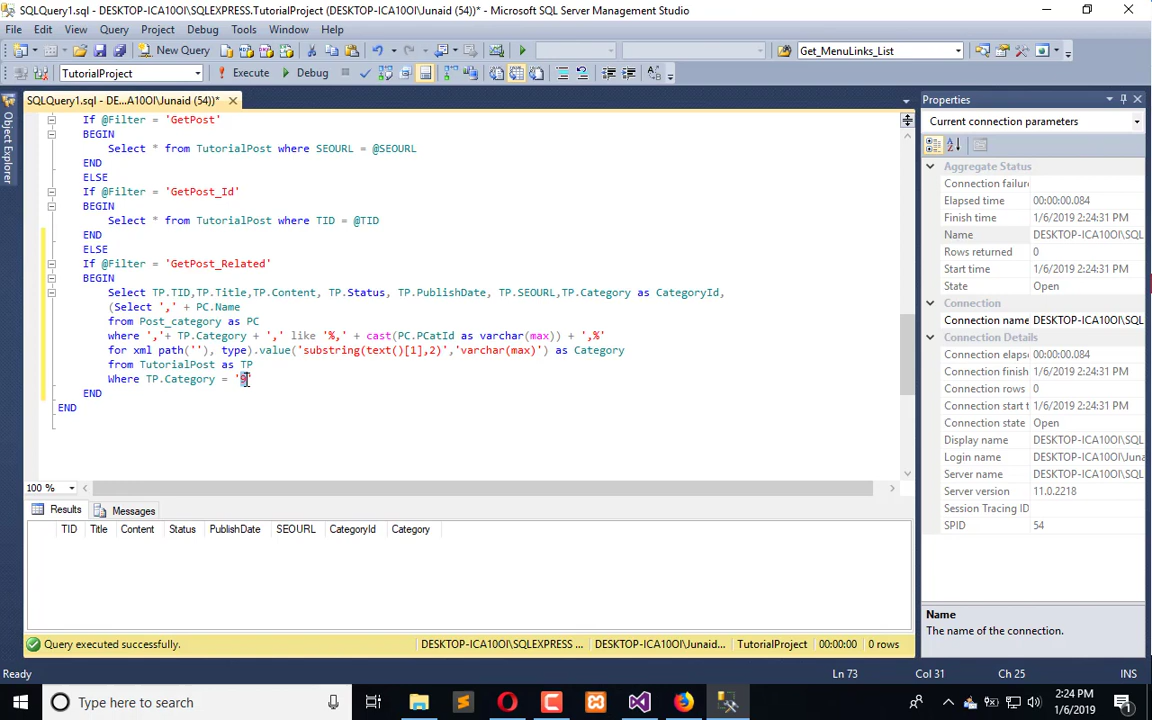 SQLQuery1.sql - DESKTOP-ICA10OI\SQLEXPRESS.TutorialProject (DESKTOP-ICA10OI\Junaid (54))* - Microsoft SQL Server Management Studio
File Edit View Query Project Debug Tools Window Help
New Query Get_MenuLinks_List
TutorialProject Execute Debug
SQLQuery1.sql - DE...A10OI\Junaid (54))*
Object Explorer
If @Filter = 'GetPost'
BEGIN
Select * from TutorialPost where SEOURL = @SEOURL
END
ELSE
If @Filter = 'GetPost_Id'
BEGIN
Select * from TutorialPost where TID = @TID
END
ELSE
If @Filter = 'GetPost_Related'
BEGIN
Select TP.TID,TP.Title,TP.Content, TP.Status, TP.PublishDate, TP.SEOURL,TP.Category as CategoryId,
(Select ',' + PC.Name
from Post_category as PC
where ','+ TP.Category + ',' like '%,' + cast(PC.PCatId as varchar(max)) + ',%'
for xml path(''), type).value('substring(text()[1],2)','varchar(max)') as Category
from TutorialPost as TP
Where TP.Category = '9'
END
END
100 %
Results Messages
TID Title Content Status PublishDate SEOURL CategoryId Category
Query executed successfully. DESKTOP-ICA10OI\SQLEXPRESS ... DESKTOP-ICA10OI\Junaid... TutorialProject 00:00:00 0 rows
Properties
Current connection parameters
Aggregate Status
Connection failur
Elapsed time 00:00:00.084
Finish time 1/6/2019 2:24:31 PM
Name DESKTOP-ICA10OI\SQL
Rows returned 0
Start time 1/6/2019 2:24:31 PM
State Open
Connection
Connection name DESKTOP-ICA10OI\SQL
Connection Details
Connection elaps 00:00:00.084
Connection finish 1/6/2019 2:24:31 PM
Connection rows 0
Connection start t 1/6/2019 2:24:31 PM
Connection state Open
Display name DESKTOP-ICA10OI\SQL
Login name DESKTOP-ICA10OI\Juna
Server name DESKTOP-ICA10OI\SQL
Server version 11.0.2218
Session Tracing ID
SPID 54
Name
The name of the connection.
Ready Ln 73 Col 31 Ch 25 INS
Type here to search 2:24 PM
1/6/2019
1